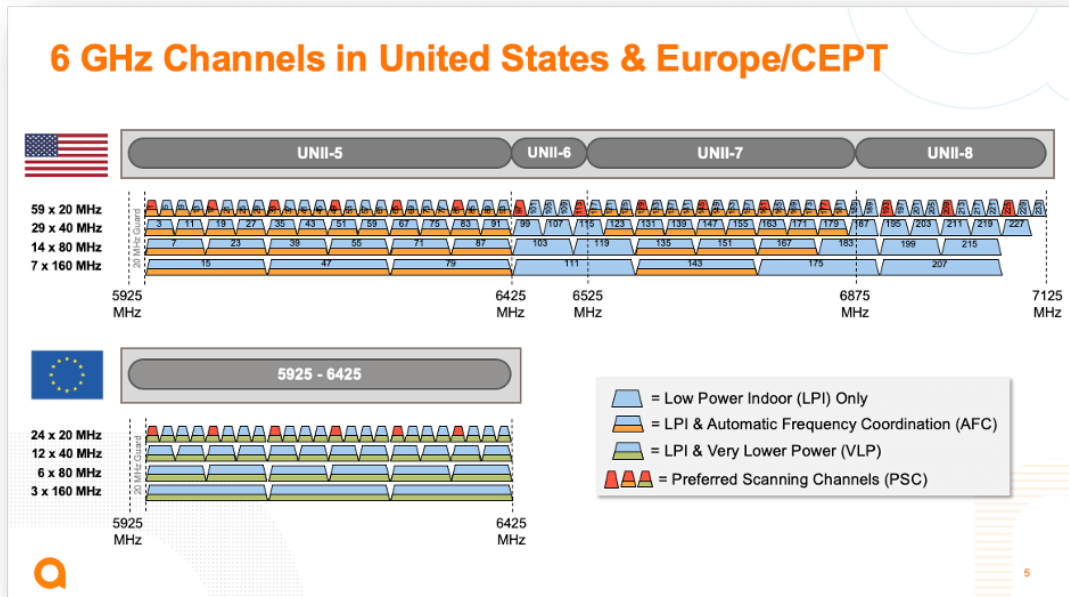 6 GHz Channels in United States & Europe/CEPT
UNII-5 UNII-6 UNII-7 UNII-8
59 x 20 MHz
29 x 40 MHz 3 11 19 27 35 43 51 59 67 75 83 91 99 107 115 123 131 139 147 155 163 171 179 187 195 203 211 219 227
14 x 80 MHz 7 23 39 55 71 87 103 119 135 151 167 183 199 215
7 x 160 MHz 15 47 79 111 143 175 207
20 MHz Guard
5925 MHz
6425 MHz
6525 MHz
6875 MHz
7125 MHz
5925 - 6425
24 x 20 MHz
12 x 40 MHz
6 x 80 MHz
3 x 160 MHz
20 MHz Guard
5925 MHz
6425 MHz
= Low Power Indoor (LPI) Only
= LPI & Automatic Frequency Coordination (AFC)
= LPI & Very Lower Power (VLP)
= Preferred Scanning Channels (PSC)
5